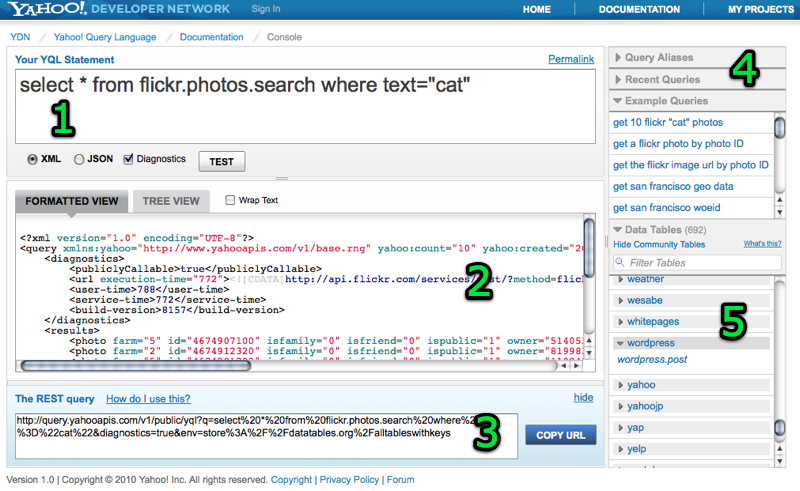 YAHOO! DEVELOPER NETWORK Sign In HOME DOCUMENTATION MY PROJECTS
YDN / Yahoo! Query Language / Documentation / Console
Your YQL Statement Permalink
select * from flickr.photos.search where text="cat"
1
XML JSON Diagnostics TEST
FORMATTED VIEW TREE VIEW Wrap Text
<?xml version="1.0" encoding="UTF-8"?>
<query xmlns:yahoo="http://www.yahooapis.com/v1/base.rng" yahoo:count="10" yahoo:created="20
<diagnostics>
<publiclyCallable>true</publiclyCallable>
<url execution-time="772"><![CDATA[http://api.flickr.com/services/ /?method=flic
<user-time>788</user-time>
<service-time>772</service-time>
<build-version>8157</build-version>
</diagnostics>
<results>
<photo farm="5" id="4674907100" isfamily="0" isfriend="0" ispublic="1" owner="514053
<photo farm="2" id="4674912320" isfamily="0" isfriend="0" ispublic="1" owner="819982
2
The REST query How do I use this? hide
http://query.yahooapis.com/v1/public/yql?q=select%20*%20from%20flickr.photos.search%20where%2
%3D%22cat%22&diagnostics=true&env=store%3A%2F%2Fdatatables.org%2Falltableswithkeys
3
COPY URL
Query Aliases
Recent Queries
4
Example Queries
get 10 flickr "cat" photos
get a flickr photo by photo ID
get the flickr image url by photo ID
get san francisco geo data
get san francisco woeid
Data Tables (692)
Hide Community Tables What's this?
Filter Tables
weather
wesabe
whitepages
5
wordpress
wordpress.post
yahoo
yahoojp
yap
yelp
Version 1.0 | Copyright © 2010 Yahoo! Inc. All rights reserved. Copyright | Privacy Policy | Forum